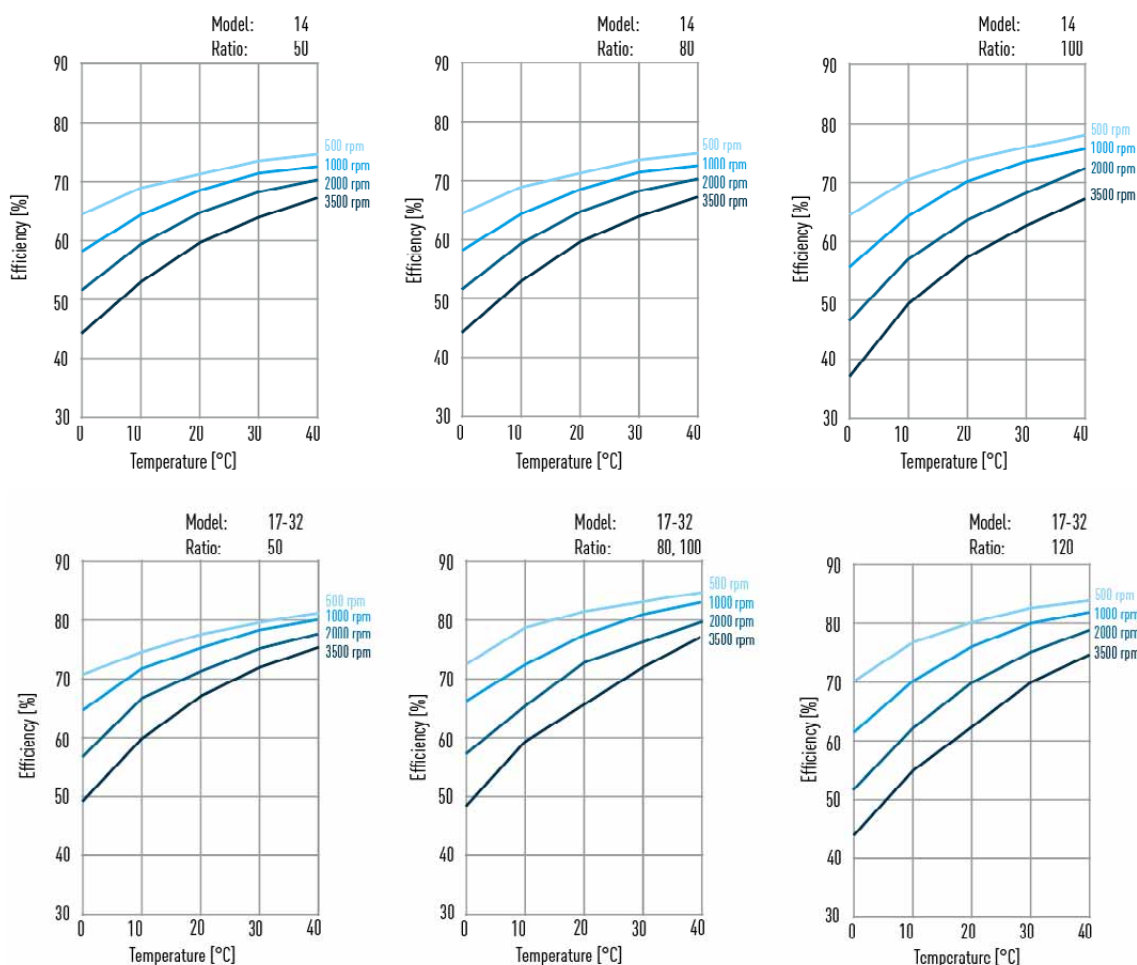 Model: 14
Ratio: 50
90
80
70
60
50
40
30
Efficiency [%]
500 rpm
1000 rpm
2000 rpm
3500 rpm
0 10 20 30 40
Temperature [°C]
Model: 14
Ratio: 80
90
80
70
60
50
40
30
Efficiency [%]
500 rpm
1000 rpm
2000 rpm
3500 rpm
0 10 20 30 40
Temperature [°C]
Model: 14
Ratio: 100
90
80
70
60
50
40
30
Efficiency [%]
500 rpm
1000 rpm
2000 rpm
3500 rpm
0 10 20 30 40
Temperature [°C]
Model: 17-32
Ratio: 50
90
80
70
60
50
40
30
Efficiency [%]
500 rpm
1000 rpm
2000 rpm
3500 rpm
0 10 20 30 40
Temperature [°C]
Model: 17-32
Ratio: 80, 100
90
80
70
60
50
40
30
Efficiency [%]
500 rpm
1000 rpm
2000 rpm
3500 rpm
0 10 20 30 40
Temperature [°C]
Model: 17-32
Ratio: 120
90
80
70
60
50
40
30
Efficiency [%]
500 rpm
1000 rpm
2000 rpm
3500 rpm
0 10 20 30 40
Temperature [°C]